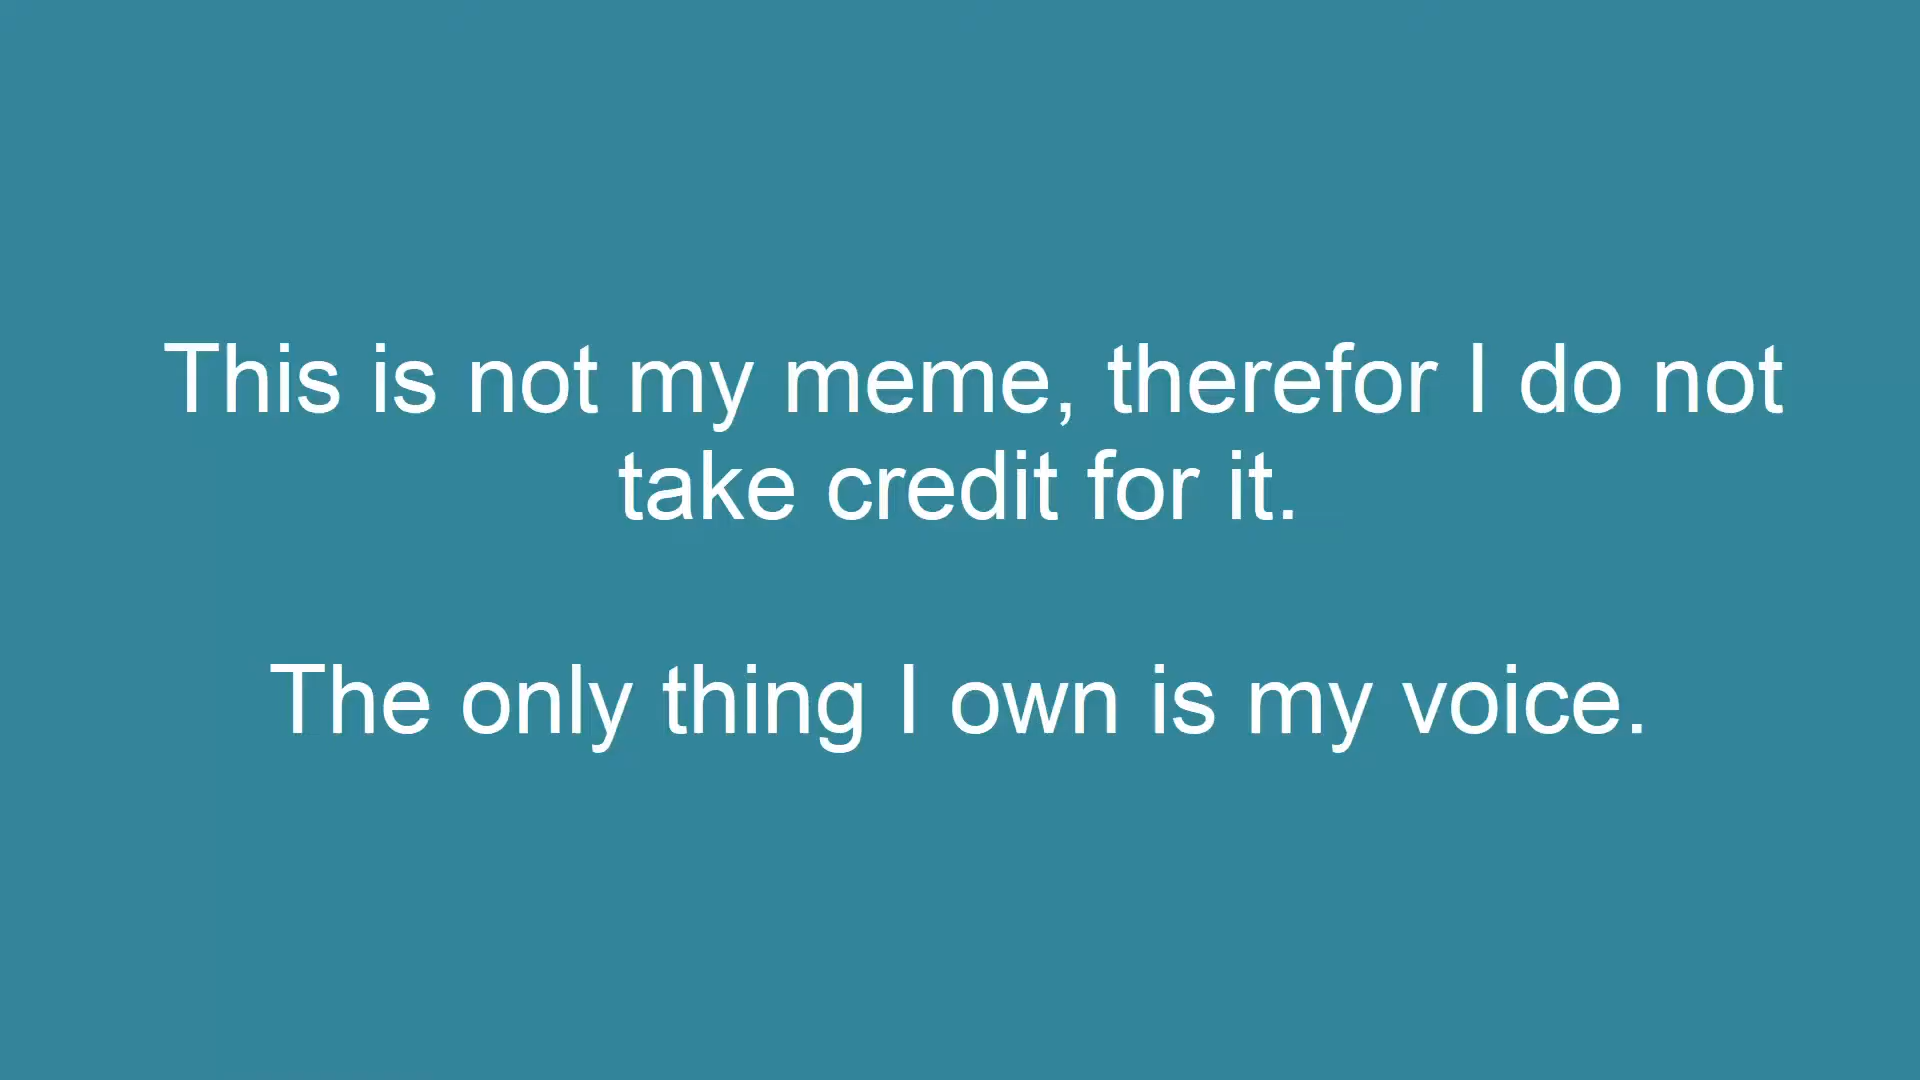 This is not my meme, therefor I do not
take credit for it.
The only thing I own is my voice.